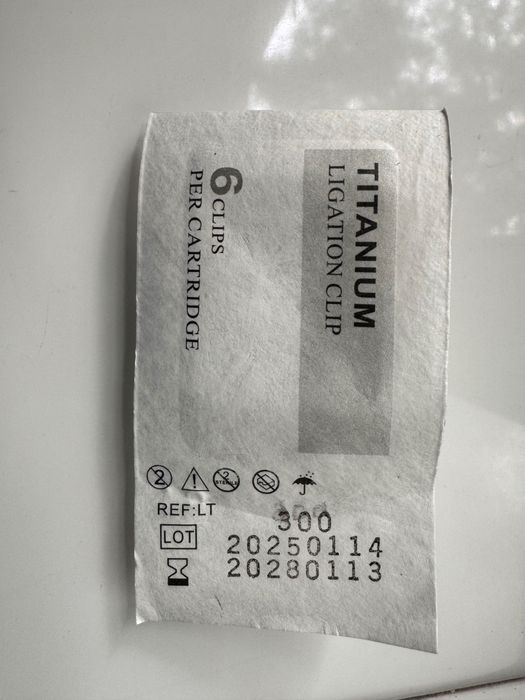 TITANIUM
LIGATION CLIP
6 CLIPS
PER CARTRIDGE
REF:LT 300
LOT 20250114
20280113